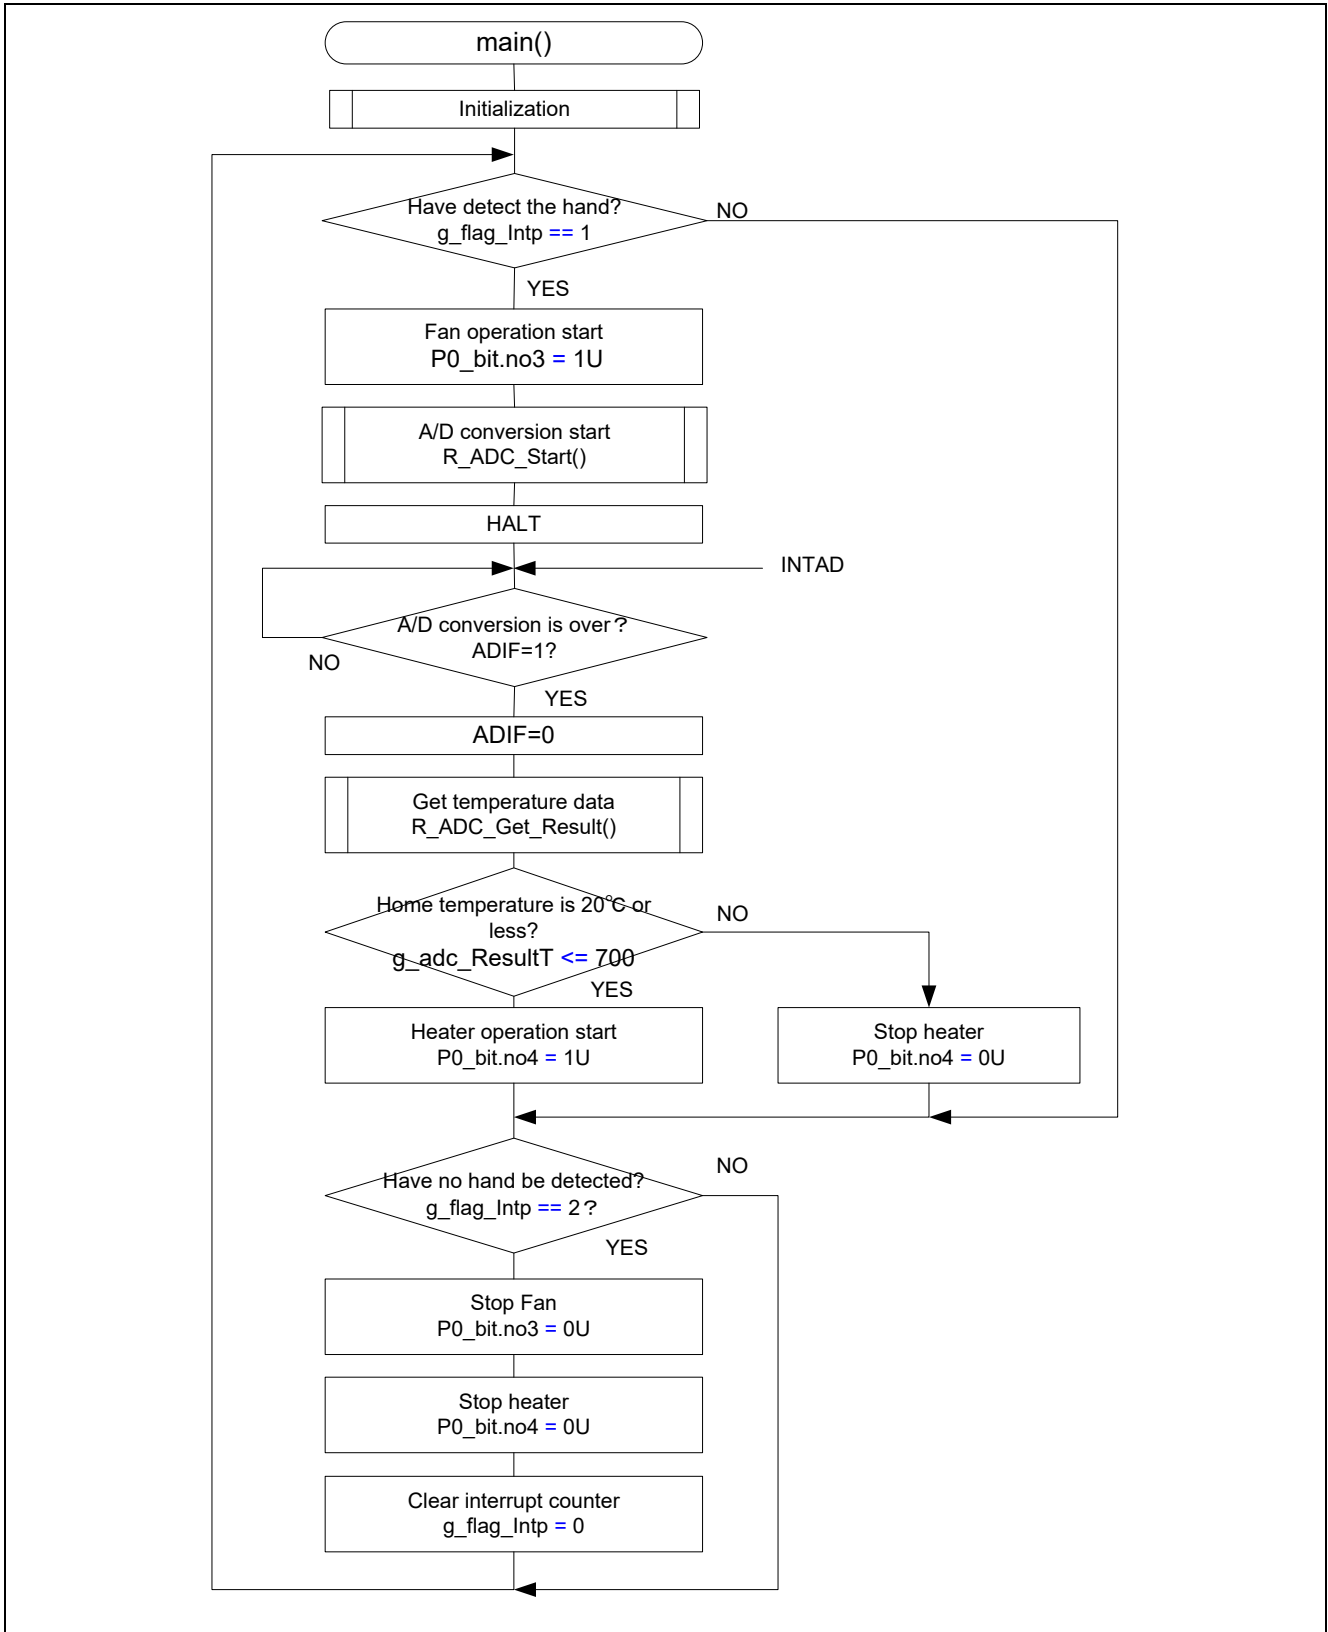 main()
Initialization
Have detect the hand?
g_flag_Intp == 1
NO
YES
Fan operation start
P0_bit.no3 = 1U
A/D conversion start
R_ADC_Start()
HALT
INTAD
A/D conversion is over?
ADIF=1?
NO
YES
ADIF=0
Get temperature data
R_ADC_Get_Result()
Home temperature is 20℃ or
less?
g_adc_ResultT <= 700
NO
YES
Heater operation start
P0_bit.no4 = 1U
Stop heater
P0_bit.no4 = 0U
Have no hand be detected?
g_flag_Intp == 2?
NO
YES
Stop Fan
P0_bit.no3 = 0U
Stop heater
P0_bit.no4 = 0U
Clear interrupt counter
g_flag_Intp = 0